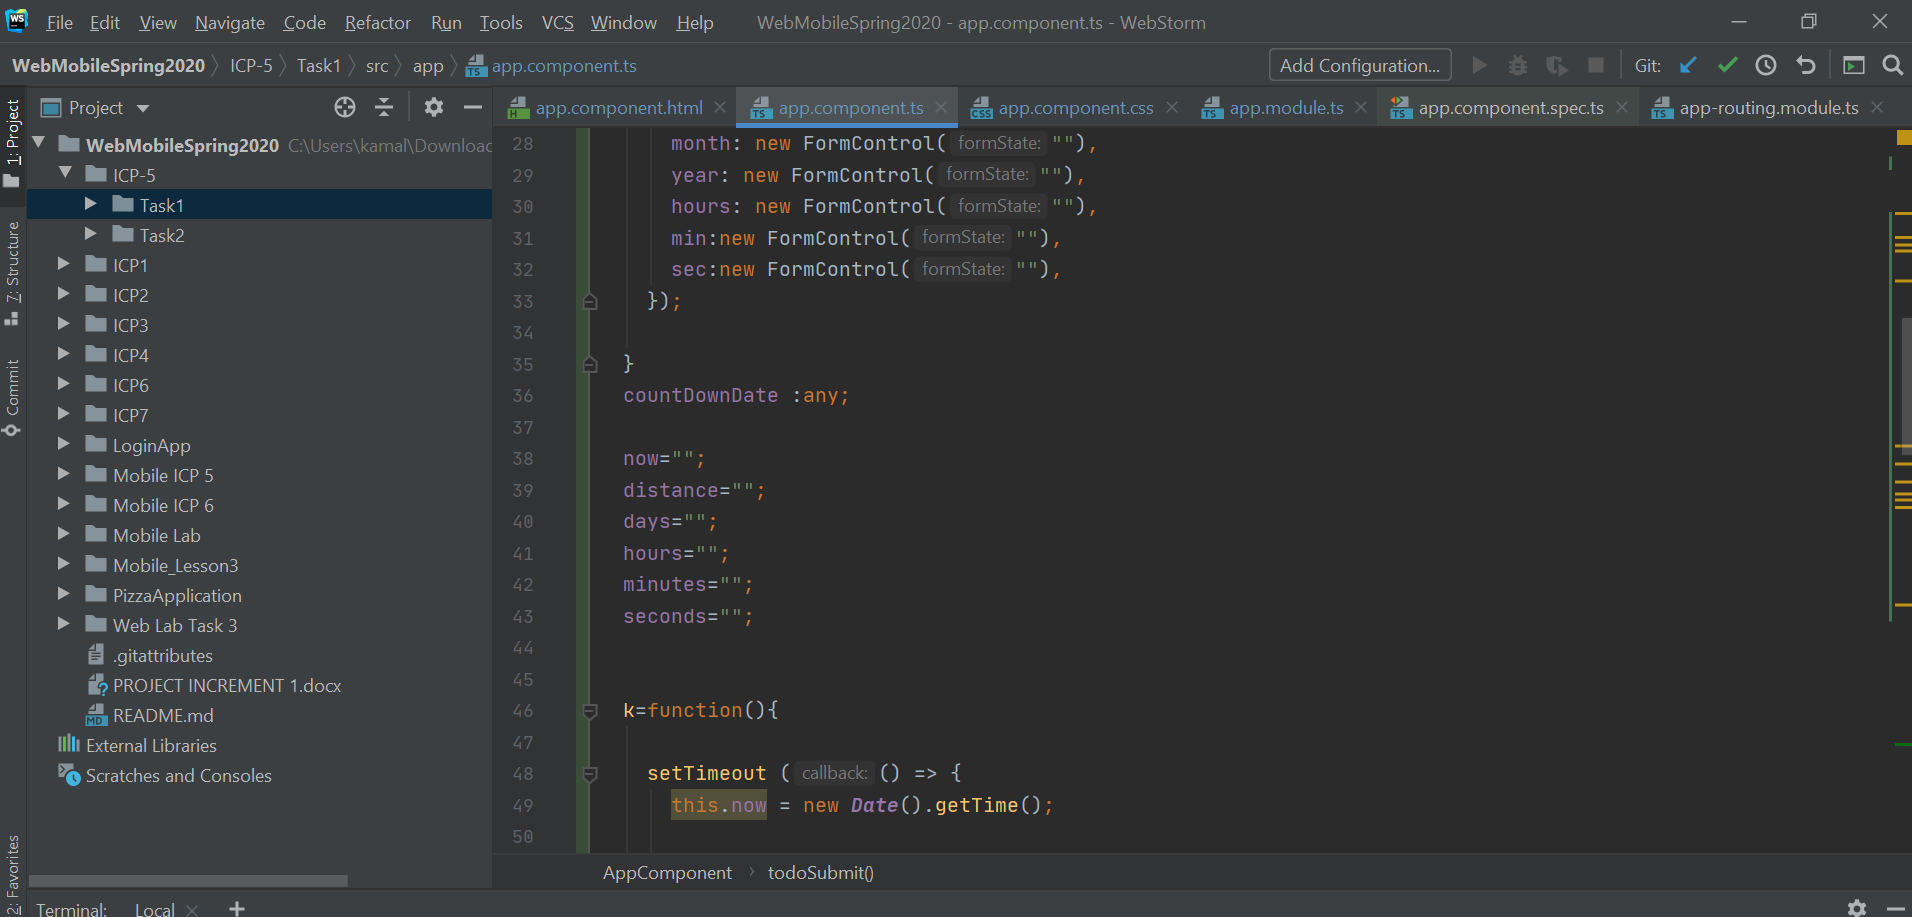 File Edit View Navigate Code Refactor Run Tools VCS Window Help WebMobileSpring2020 - app.component.ts - WebStorm
WebMobileSpring2020 ICP-5 Task1 src app app.component.ts Add Configuration... Git:
1: Project
7: Structure
Commit
2: Favorites
Project
WebMobileSpring2020 C:\Users\kamal\Downloac
ICP-5
Task1
Task2
ICP1
ICP2
ICP3
ICP4
ICP6
ICP7
LoginApp
Mobile ICP 5
Mobile ICP 6
Mobile Lab
Mobile_Lesson3
PizzaApplication
Web Lab Task 3
.gitattributes
PROJECT INCREMENT 1.docx
README.md
External Libraries
Scratches and Consoles
app.component.html app.component.ts app.component.css app.module.ts app.component.spec.ts app-routing.module.ts
28 month: new FormControl( formState: ""),
29 year: new FormControl( formState: ""),
30 hours: new FormControl( formState: ""),
31 min:new FormControl( formState: ""),
32 sec:new FormControl( formState: ""),
33 });
34
35 }
36 countDownDate :any;
37
38 now="";
39 distance="";
40 days="";
41 hours="";
42 minutes="";
43 seconds="";
44
45
46 k=function(){
47
48 setTimeout ( callback: () => {
49 this.now = new Date().getTime();
50
AppComponent › todoSubmit()
Terminal: Local × +